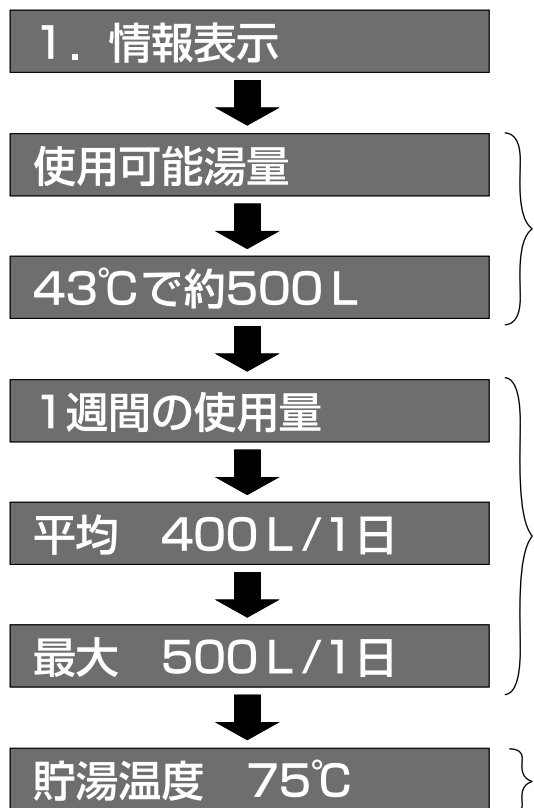 1．情報表示
使用可能湯量
43℃で約500L
1週間の使用量
平均　400L/1日
最大　500L/1日
貯湯温度　75℃